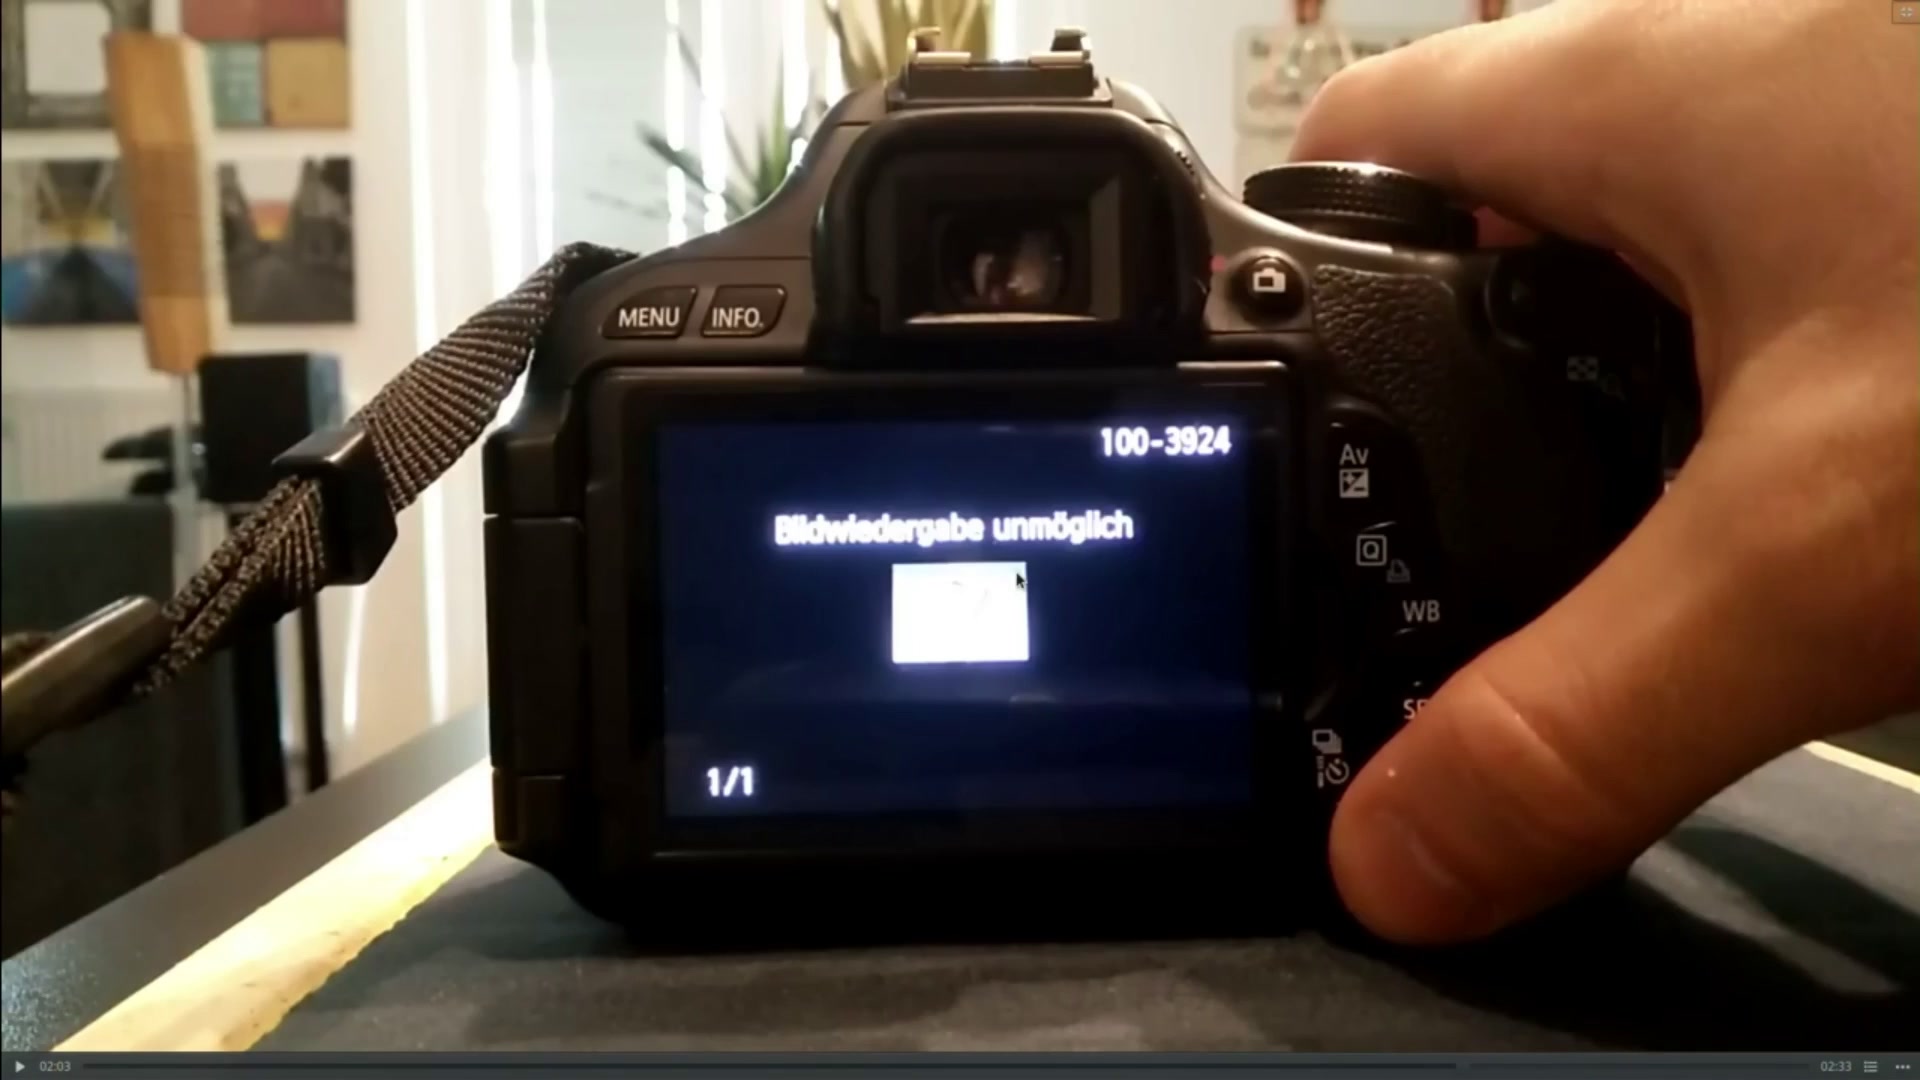 MENU
INFO.
100-3924
Bildwiedergabe unmöglich
Av
Q
WB
1/1
02:03
02:33